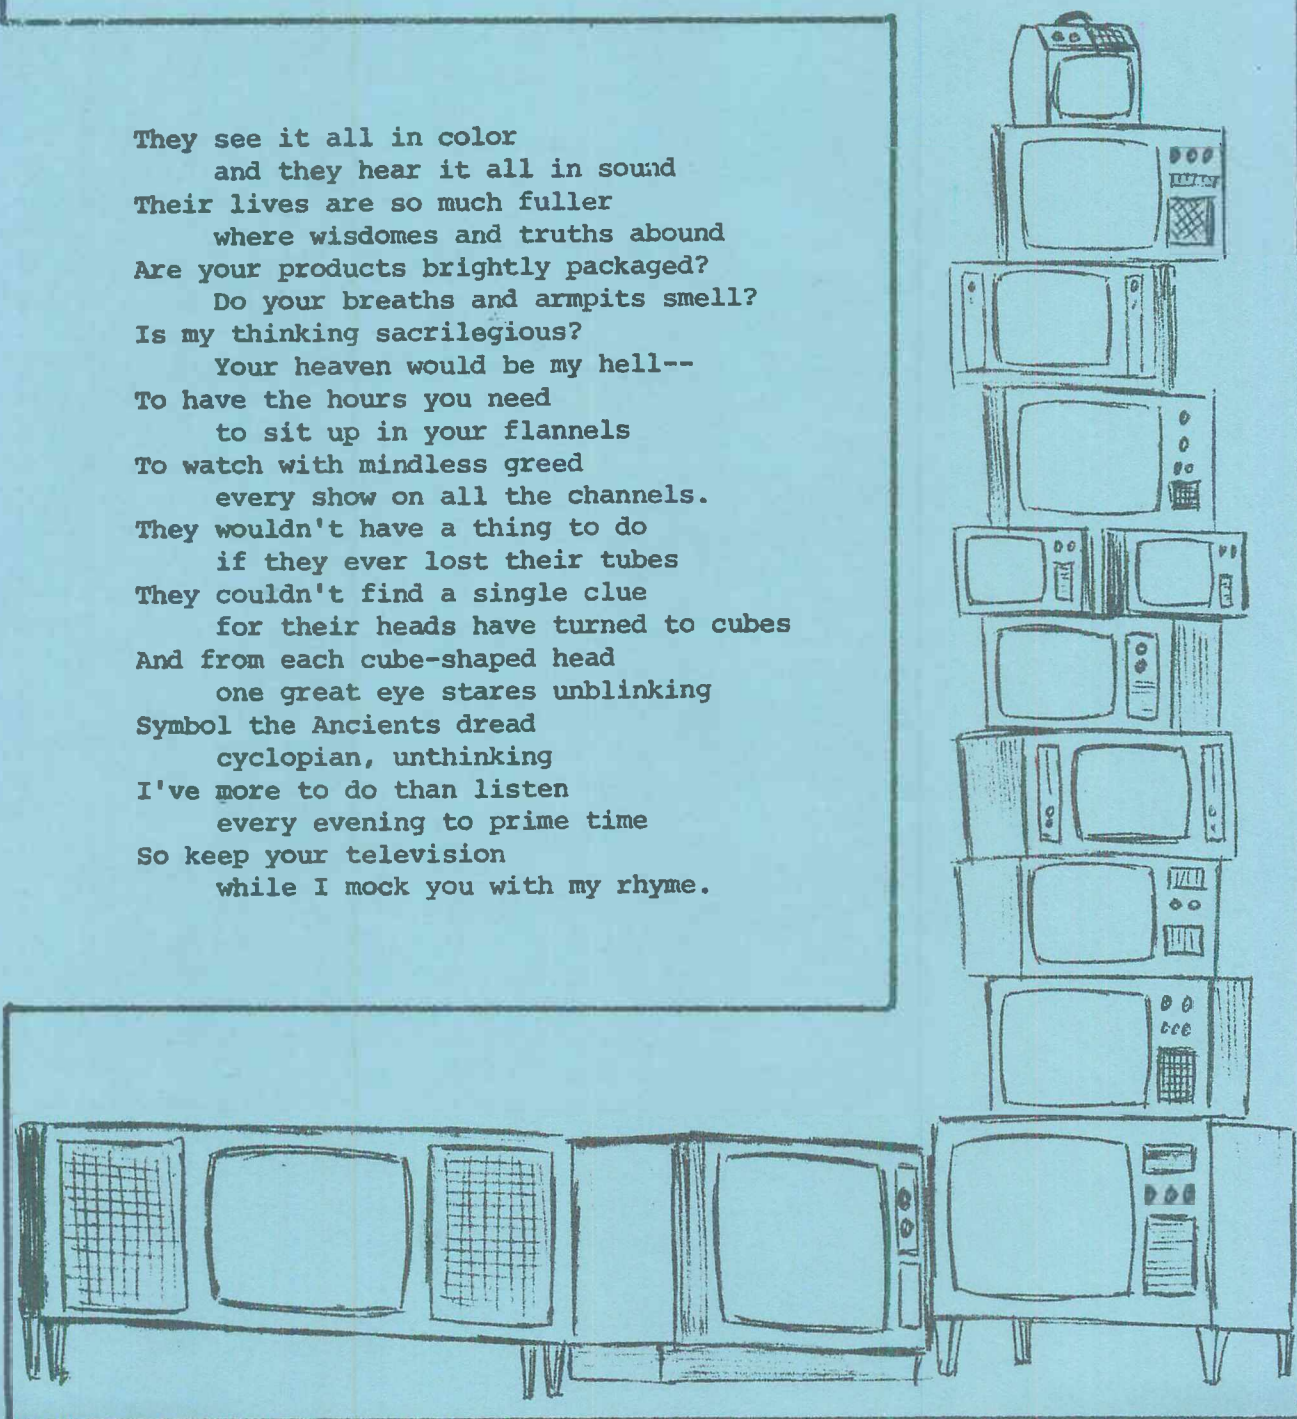 They see it all in color
and they hear it all in sound
Their lives are so much fuller
where wisdomes and truths abound
Are your products brightly packaged?
Do your breaths and armpits smell?
Is my thinking sacrilegious?
Your heaven would be my hell--
To have the hours you need
to sit up in your flannels
To watch with mindless greed
every show on all the channels.
They wouldn't have a thing to do
if they ever lost their tubes
They couldn't find a single clue
for their heads have turned to cubes
And from each cube-shaped head
one great eye stares unblinking
Symbol the Ancients dread
cyclopian, unthinking
I've more to do than listen
every evening to prime time
So keep your television
while I mock you with my rhyme.